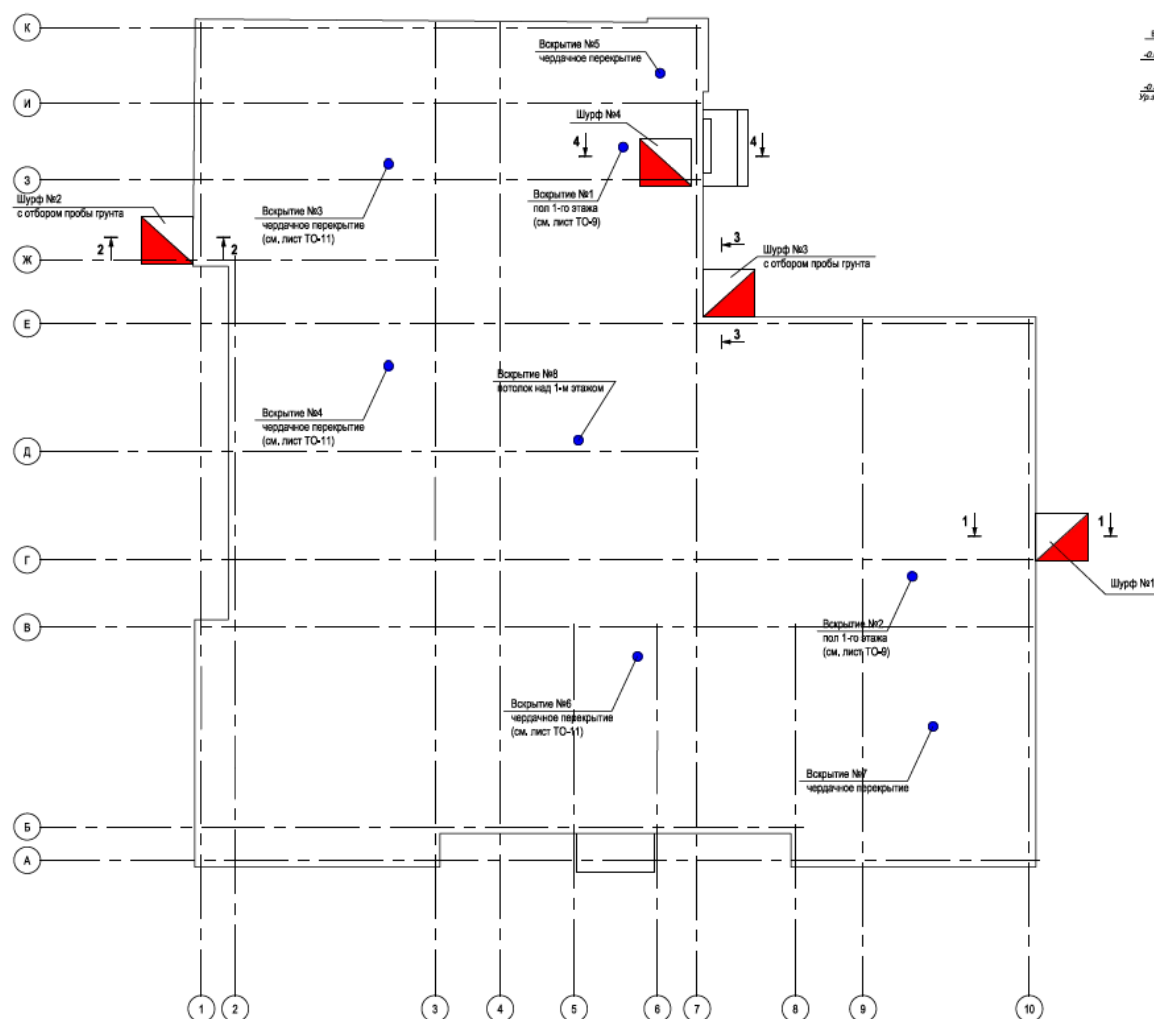 К
Вскрытие №5
чердачное перекрытие
И
Шурф №4
4
4
З
Шурф №2
с отбором пробы грунта
Вскрытие №3
чердачное перекрытие
(см. лист ТО-11)
Вскрытие №1
пол 1-го этажа
(см. лист ТО-9)
2
2
3
Шурф №3
с отбором пробы грунта
Ж
Е
3
Вскрытие №8
потолок над 1-м этажом
Вскрытие №4
чердачное перекрытие
(см. лист ТО-11)
Д
1
1
Г
Шурф №1
В
Вскрытие №2
пол 1-го этажа
(см. лист ТО-9)
Вскрытие №6
чердачное перекрытие
(см. лист ТО-11)
Вскрытие №7
чердачное перекрытие
Б
А
1 2 3 4 5 6 7 8 9 10